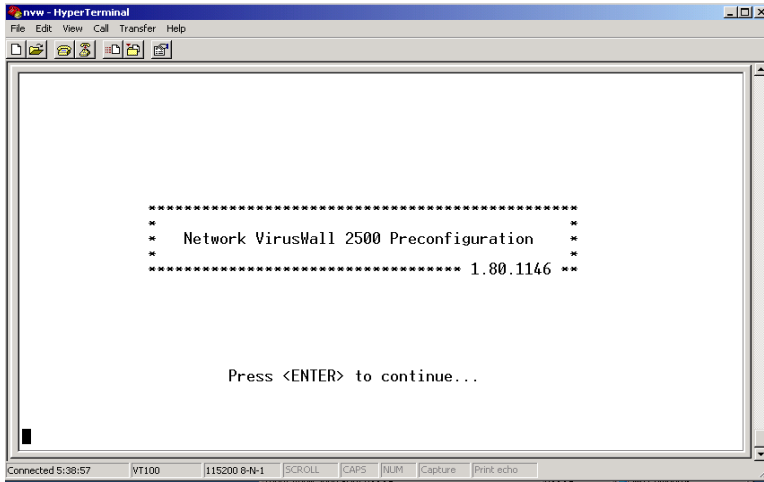 nvw - HyperTerminal
File Edit View Call Transfer Help
************************************************
* *
* Network VirusWall 2500 Preconfiguration *
* *
*********************************** 1.80.1146 **
Press <ENTER> to continue...
Connected 5:38:57 VT100 115200 8-N-1 SCROLL CAPS NUM Capture Print echo